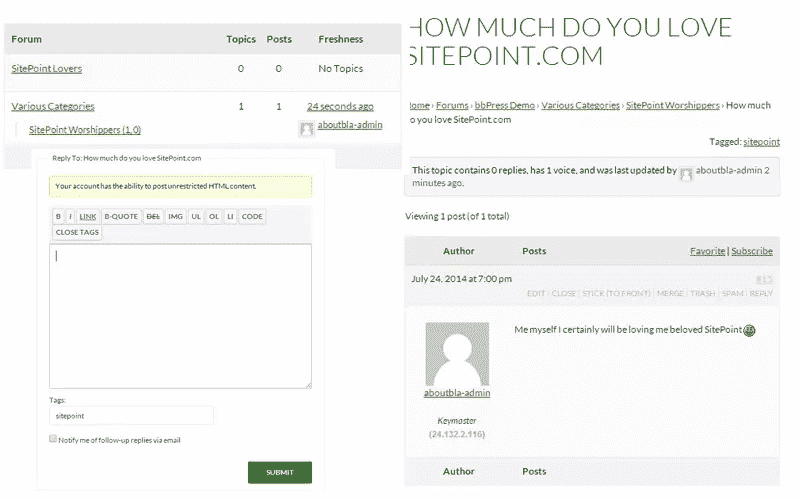 Forum Topics Posts Freshness
SitePoint Lovers 0 0 No Topics
Various Categories 1 1 24 seconds ago
SitePoint Worshippers (1, 0) aboutbla-admin
Reply To: How much do you love SitePoint.com
Your account has the ability to post unrestricted HTML content.
B I LINK B-QUOTE DEL IMG UL OL LI CODE
CLOSE TAGS
Tags:
sitepoint
Notify me of follow-up replies via email
SUBMIT
HOW MUCH DO YOU LOVE
SITEPOINT.COM
Home › Forums › bbPress Demo › Various Categories › SitePoint Worshippers › How much
do you love SitePoint.com
Tagged: sitepoint
This topic contains 0 replies, has 1 voice, and was last updated by aboutbla-admin 2
minutes ago.
Viewing 1 post (of 1 total)
Author Posts Favorite | Subscribe
July 24, 2014 at 7:00 pm
EDIT | CLOSE | STICK (TO FRONT) | MERGE | TRASH | SPAM | REPLY
Me myself I certainly will be loving me beloved SitePoint
aboutbla-admin
Keymaster
(24.132.2.116)
Author Posts